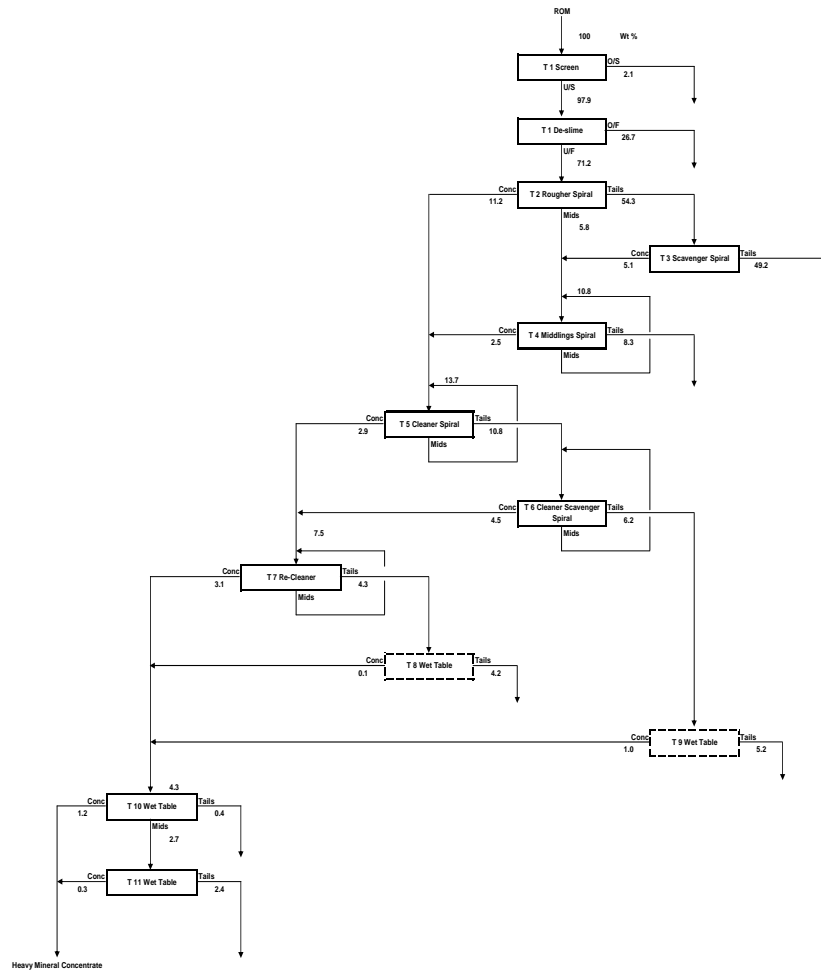 ROM
100 Wt %
T 1 Screen
O/S
2.1
U/S
97.9
T 1 De-slime
O/F
26.7
U/F
71.2
Conc
11.2
T 2 Rougher Spiral
Tails
54.3
Mids
5.8
Conc
5.1
T 3 Scavenger Spiral
Tails
49.2
10.8
Conc
2.5
T 4 Middlings Spiral
Tails
8.3
Mids
13.7
Conc
2.9
T 5 Cleaner Spiral
Tails
10.8
Mids
Conc
4.5
T 6 Cleaner Scavenger
Spiral
Tails
6.2
Mids
7.5
Conc
3.1
T 7 Re-Cleaner
Tails
4.3
Mids
Conc
0.1
T 8 Wet Table
Tails
4.2
Conc
1.0
T 9 Wet Table
Tails
5.2
4.3
Conc
1.2
T 10 Wet Table
Tails
0.4
Mids
2.7
Conc
0.3
T 11 Wet Table
Tails
2.4
Heavy Mineral Concentrate